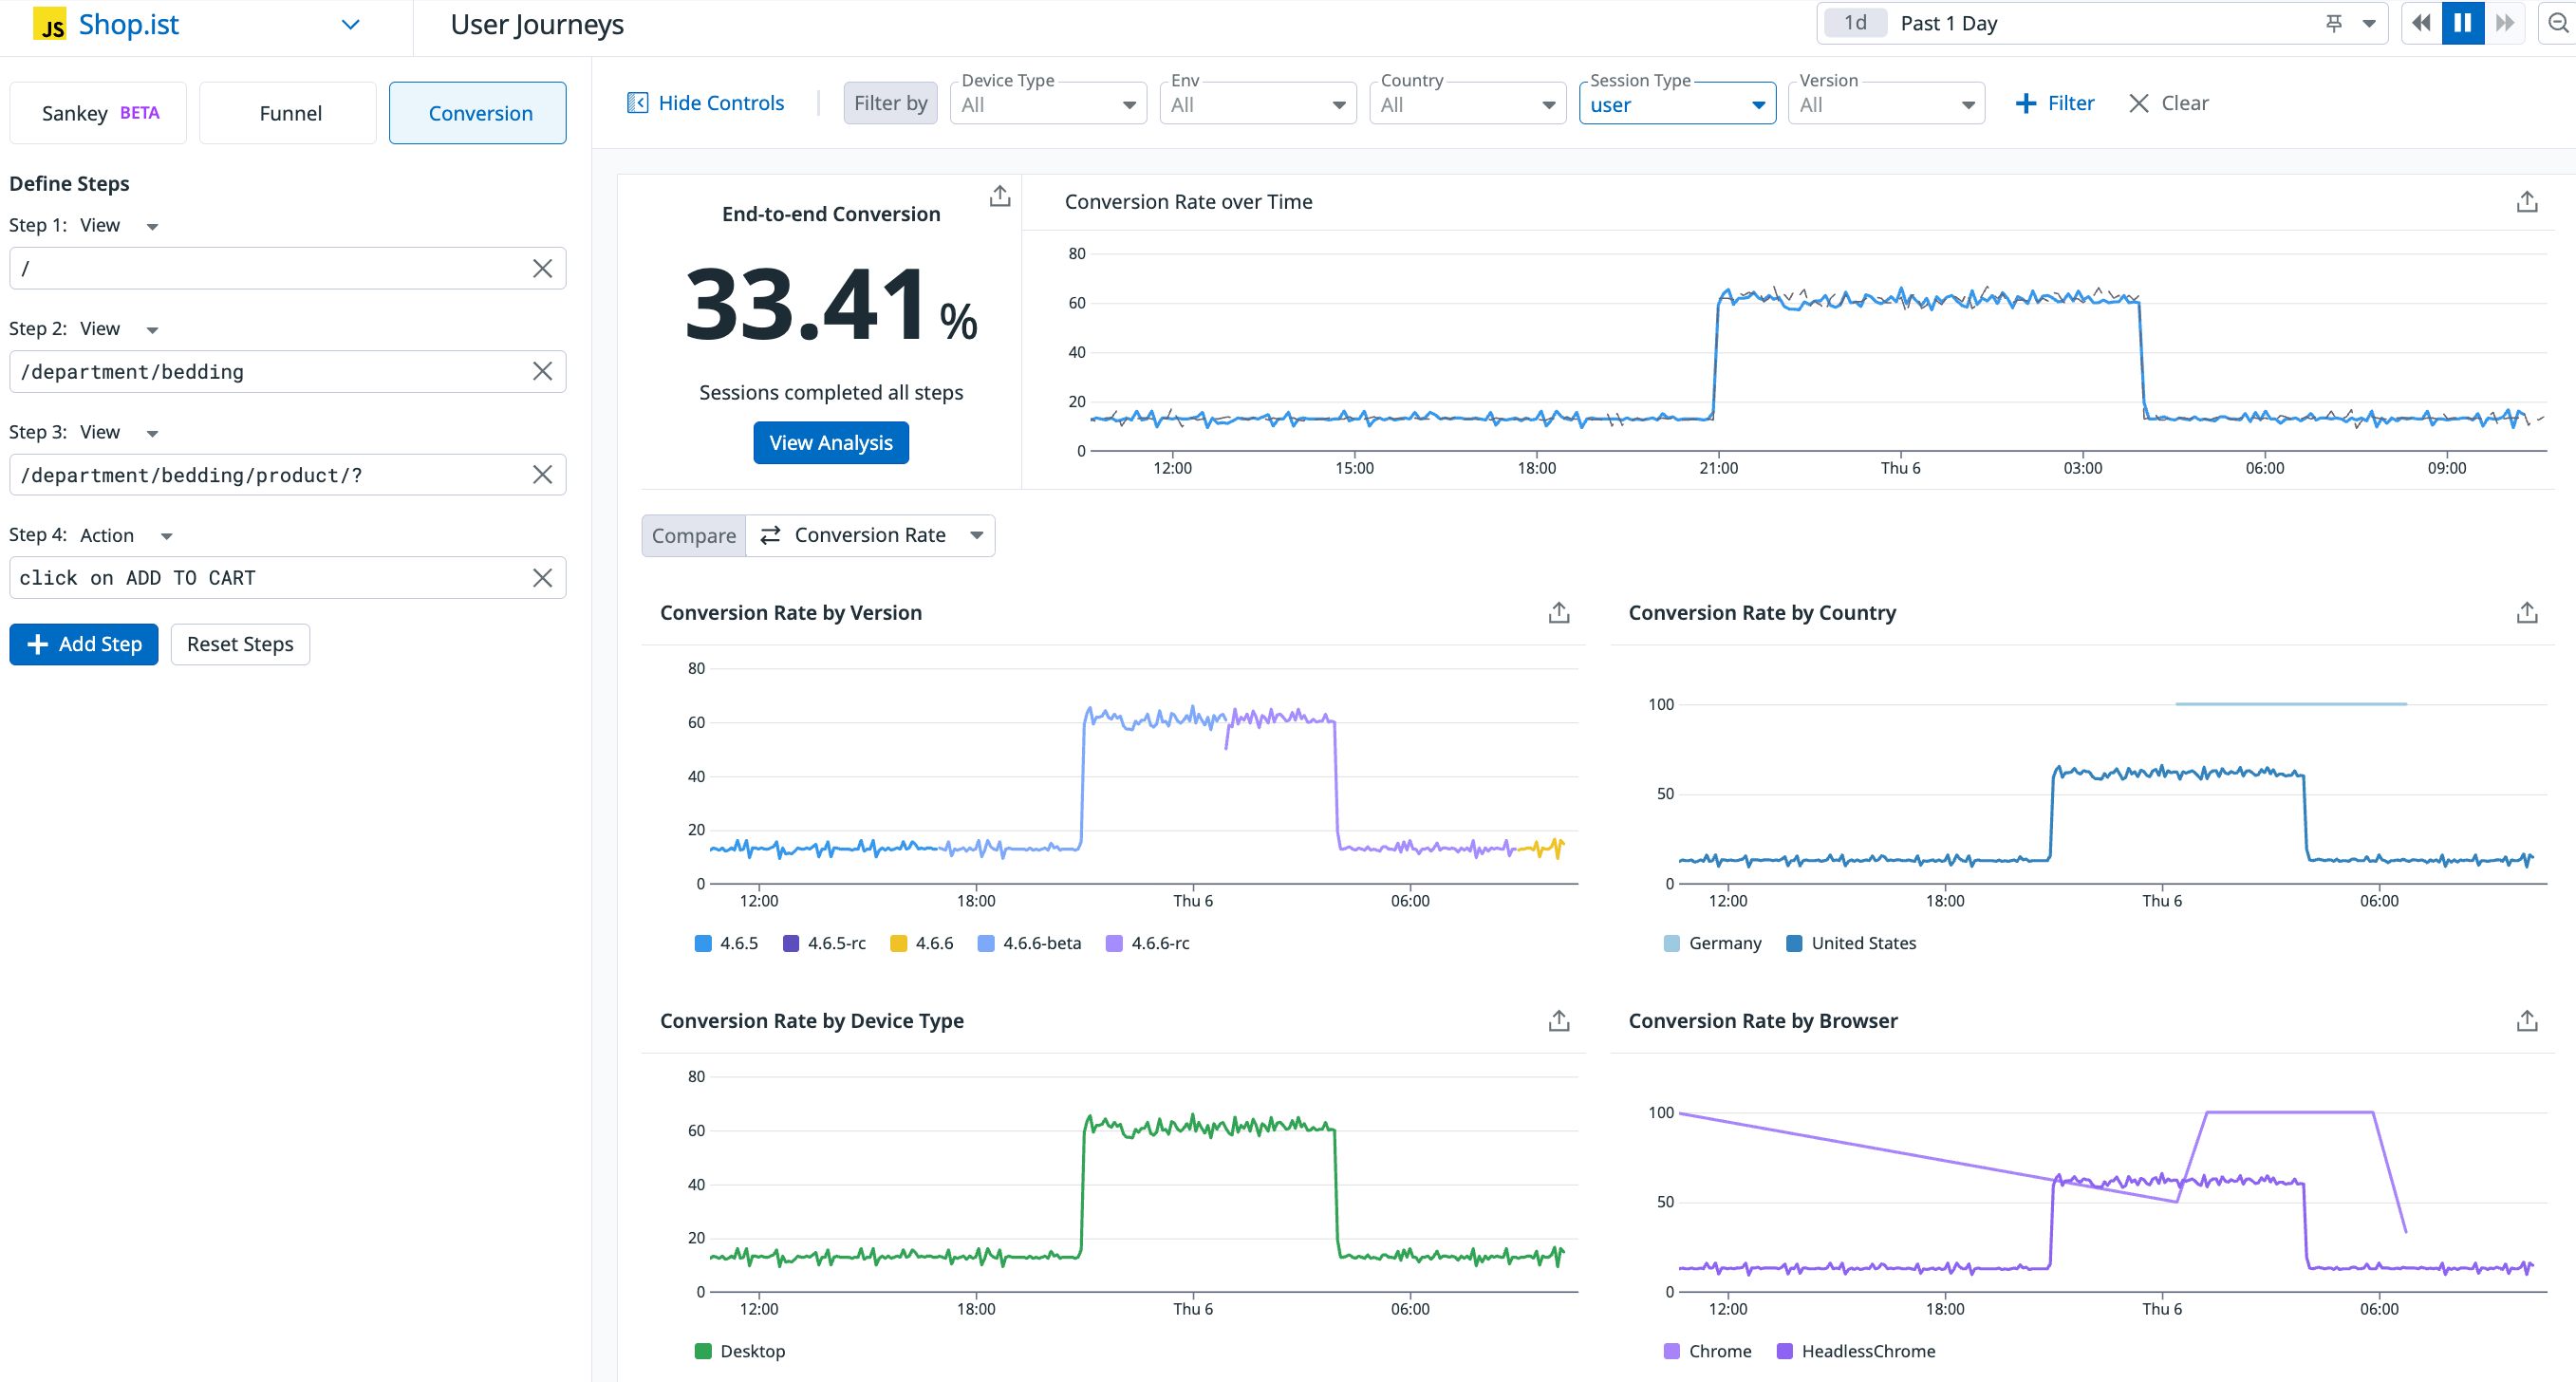 JS Shop.ist
User Journeys
1d Past 1 Day
Sankey BETA
Funnel
Conversion
Define Steps
Step 1: View
/
Step 2: View
/department/bedding
Step 3: View
/department/bedding/product/?
Step 4: Action
click on ADD TO CART
Add Step
Reset Steps
Hide Controls
Filter by
Device Type
All
Env
All
Country
All
Session Type
user
Version
All
Filter
Clear
End-to-end Conversion
33.41%
Sessions completed all steps
View Analysis
Conversion Rate over Time
80
60
40
20
0
12:00 15:00 18:00 21:00 Thu 6 03:00 06:00 09:00
Compare Conversion Rate
Conversion Rate by Version
80
60
40
20
0
12:00 18:00 Thu 6 06:00
4.6.5 4.6.5-rc 4.6.6 4.6.6-beta 4.6.6-rc
Conversion Rate by Country
100
50
0
12:00 18:00 Thu 6 06:00
Germany United States
Conversion Rate by Device Type
80
60
40
20
0
12:00 18:00 Thu 6 06:00
Desktop
Conversion Rate by Browser
100
50
0
12:00 18:00 Thu 6 06:00
Chrome HeadlessChrome